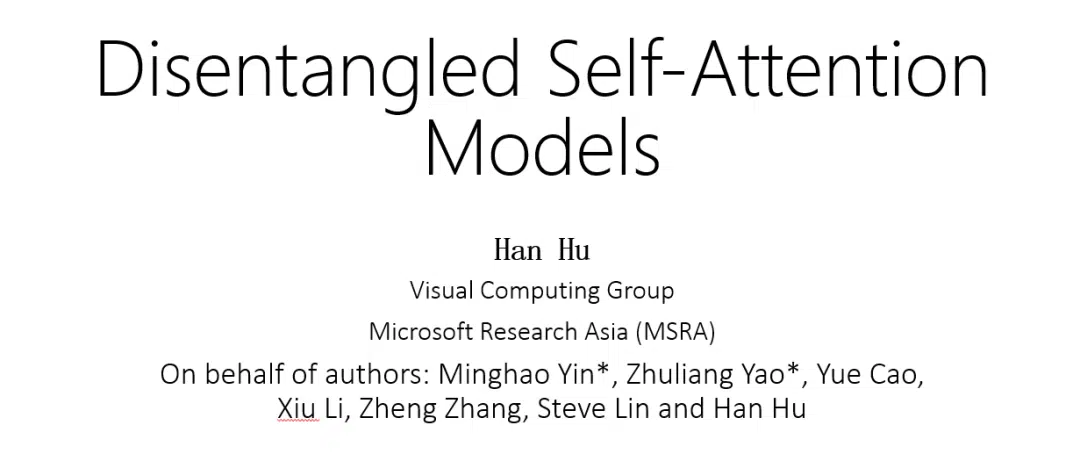 Disentangled Self-Attention
Models
Han Hu
Visual Computing Group
Microsoft Research Asia (MSRA)
On behalf of authors: Minghao Yin*, Zhuliang Yao*, Yue Cao,
Xiu Li, Zheng Zhang, Steve Lin and Han Hu